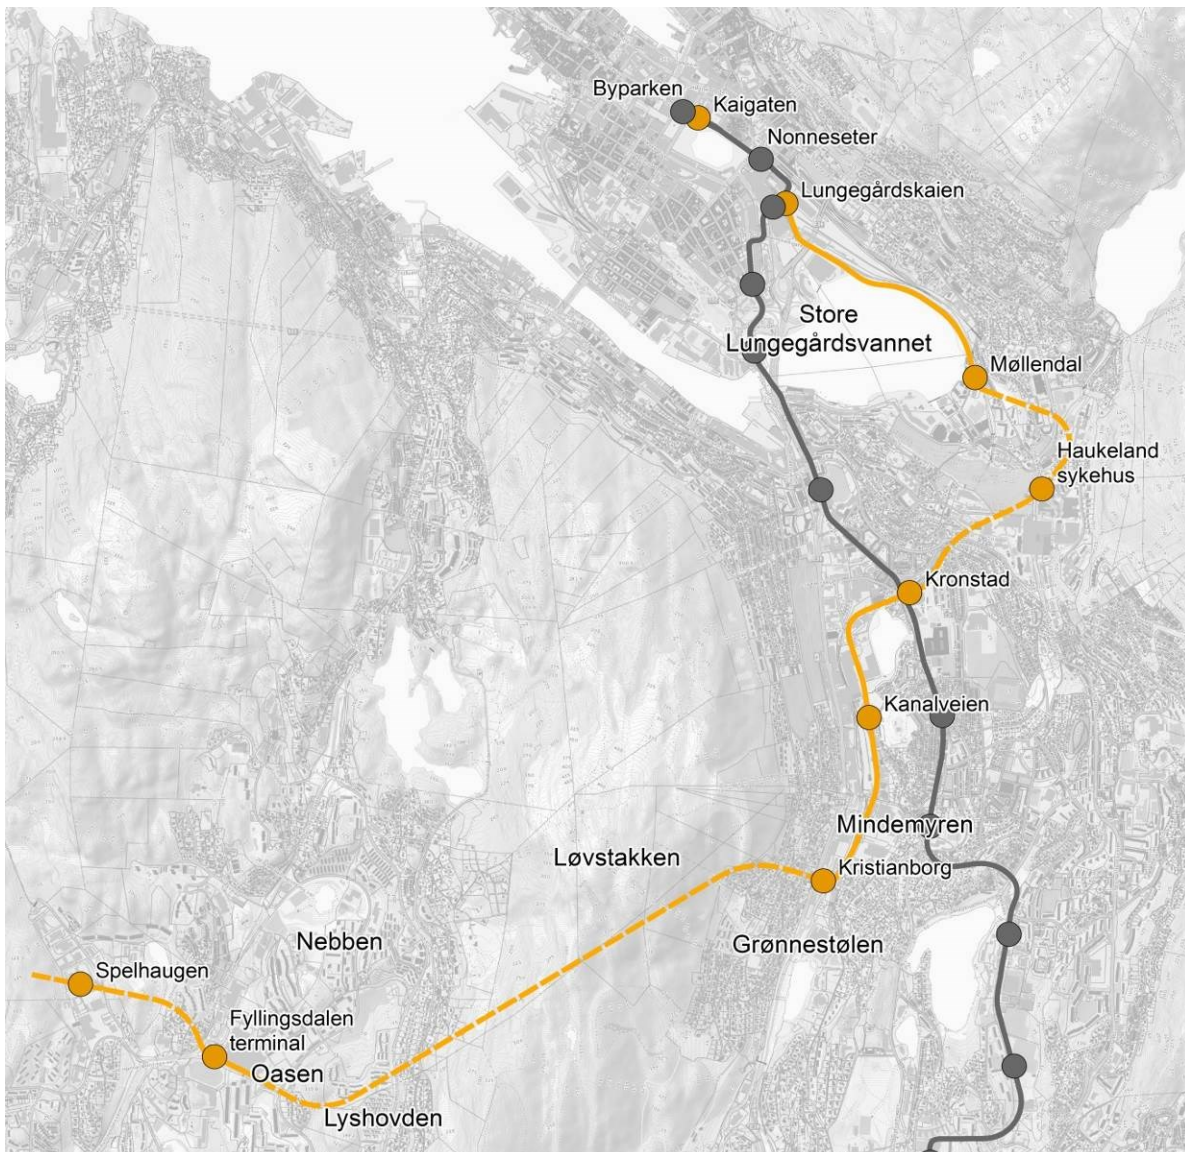 Byparken
Kaigaten
Nonneseter
Lungegårdskaien
Store
Lungegårdsvannet
Møllendal
Haukeland
sykehus
Kronstad
Kanalveien
Mindemyren
Løvstakken
Kristianborg
Nebben
Grønnestølen
Spelhaugen
Fyllingsdalen
terminal
Oasen
Lyshovden